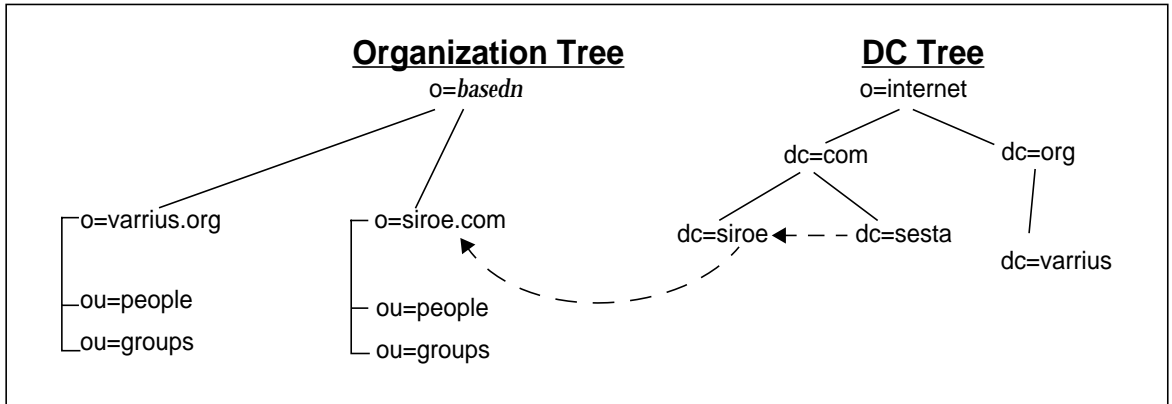 Organization Tree
o=basedn
o=varrius.org
ou=people
ou=groups
o=siroe.com
ou=people
ou=groups
DC Tree
o=internet
dc=com
dc=org
dc=siroe
dc=sesta
dc=varrius